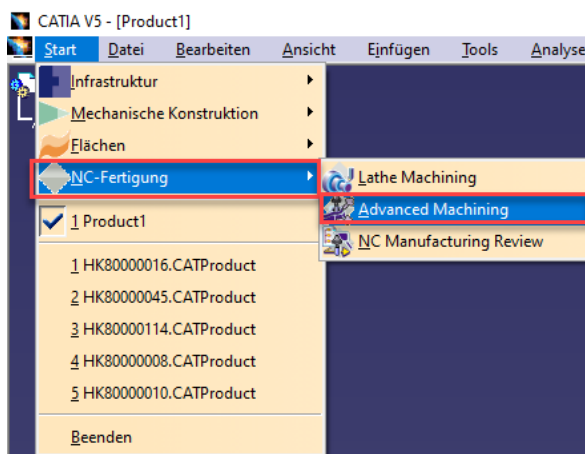 CATIA V5 - [Product1]
Start Datei Bearbeiten Ansicht Einfügen Tools Analyse
Infrastruktur
Mechanische Konstruktion
Flächen
NC-Fertigung
Lathe Machining
Advanced Machining
NC Manufacturing Review
1 Product1
1 HK80000016.CATProduct
2 HK80000045.CATProduct
3 HK80000114.CATProduct
4 HK80000008.CATProduct
5 HK80000010.CATProduct
Beenden